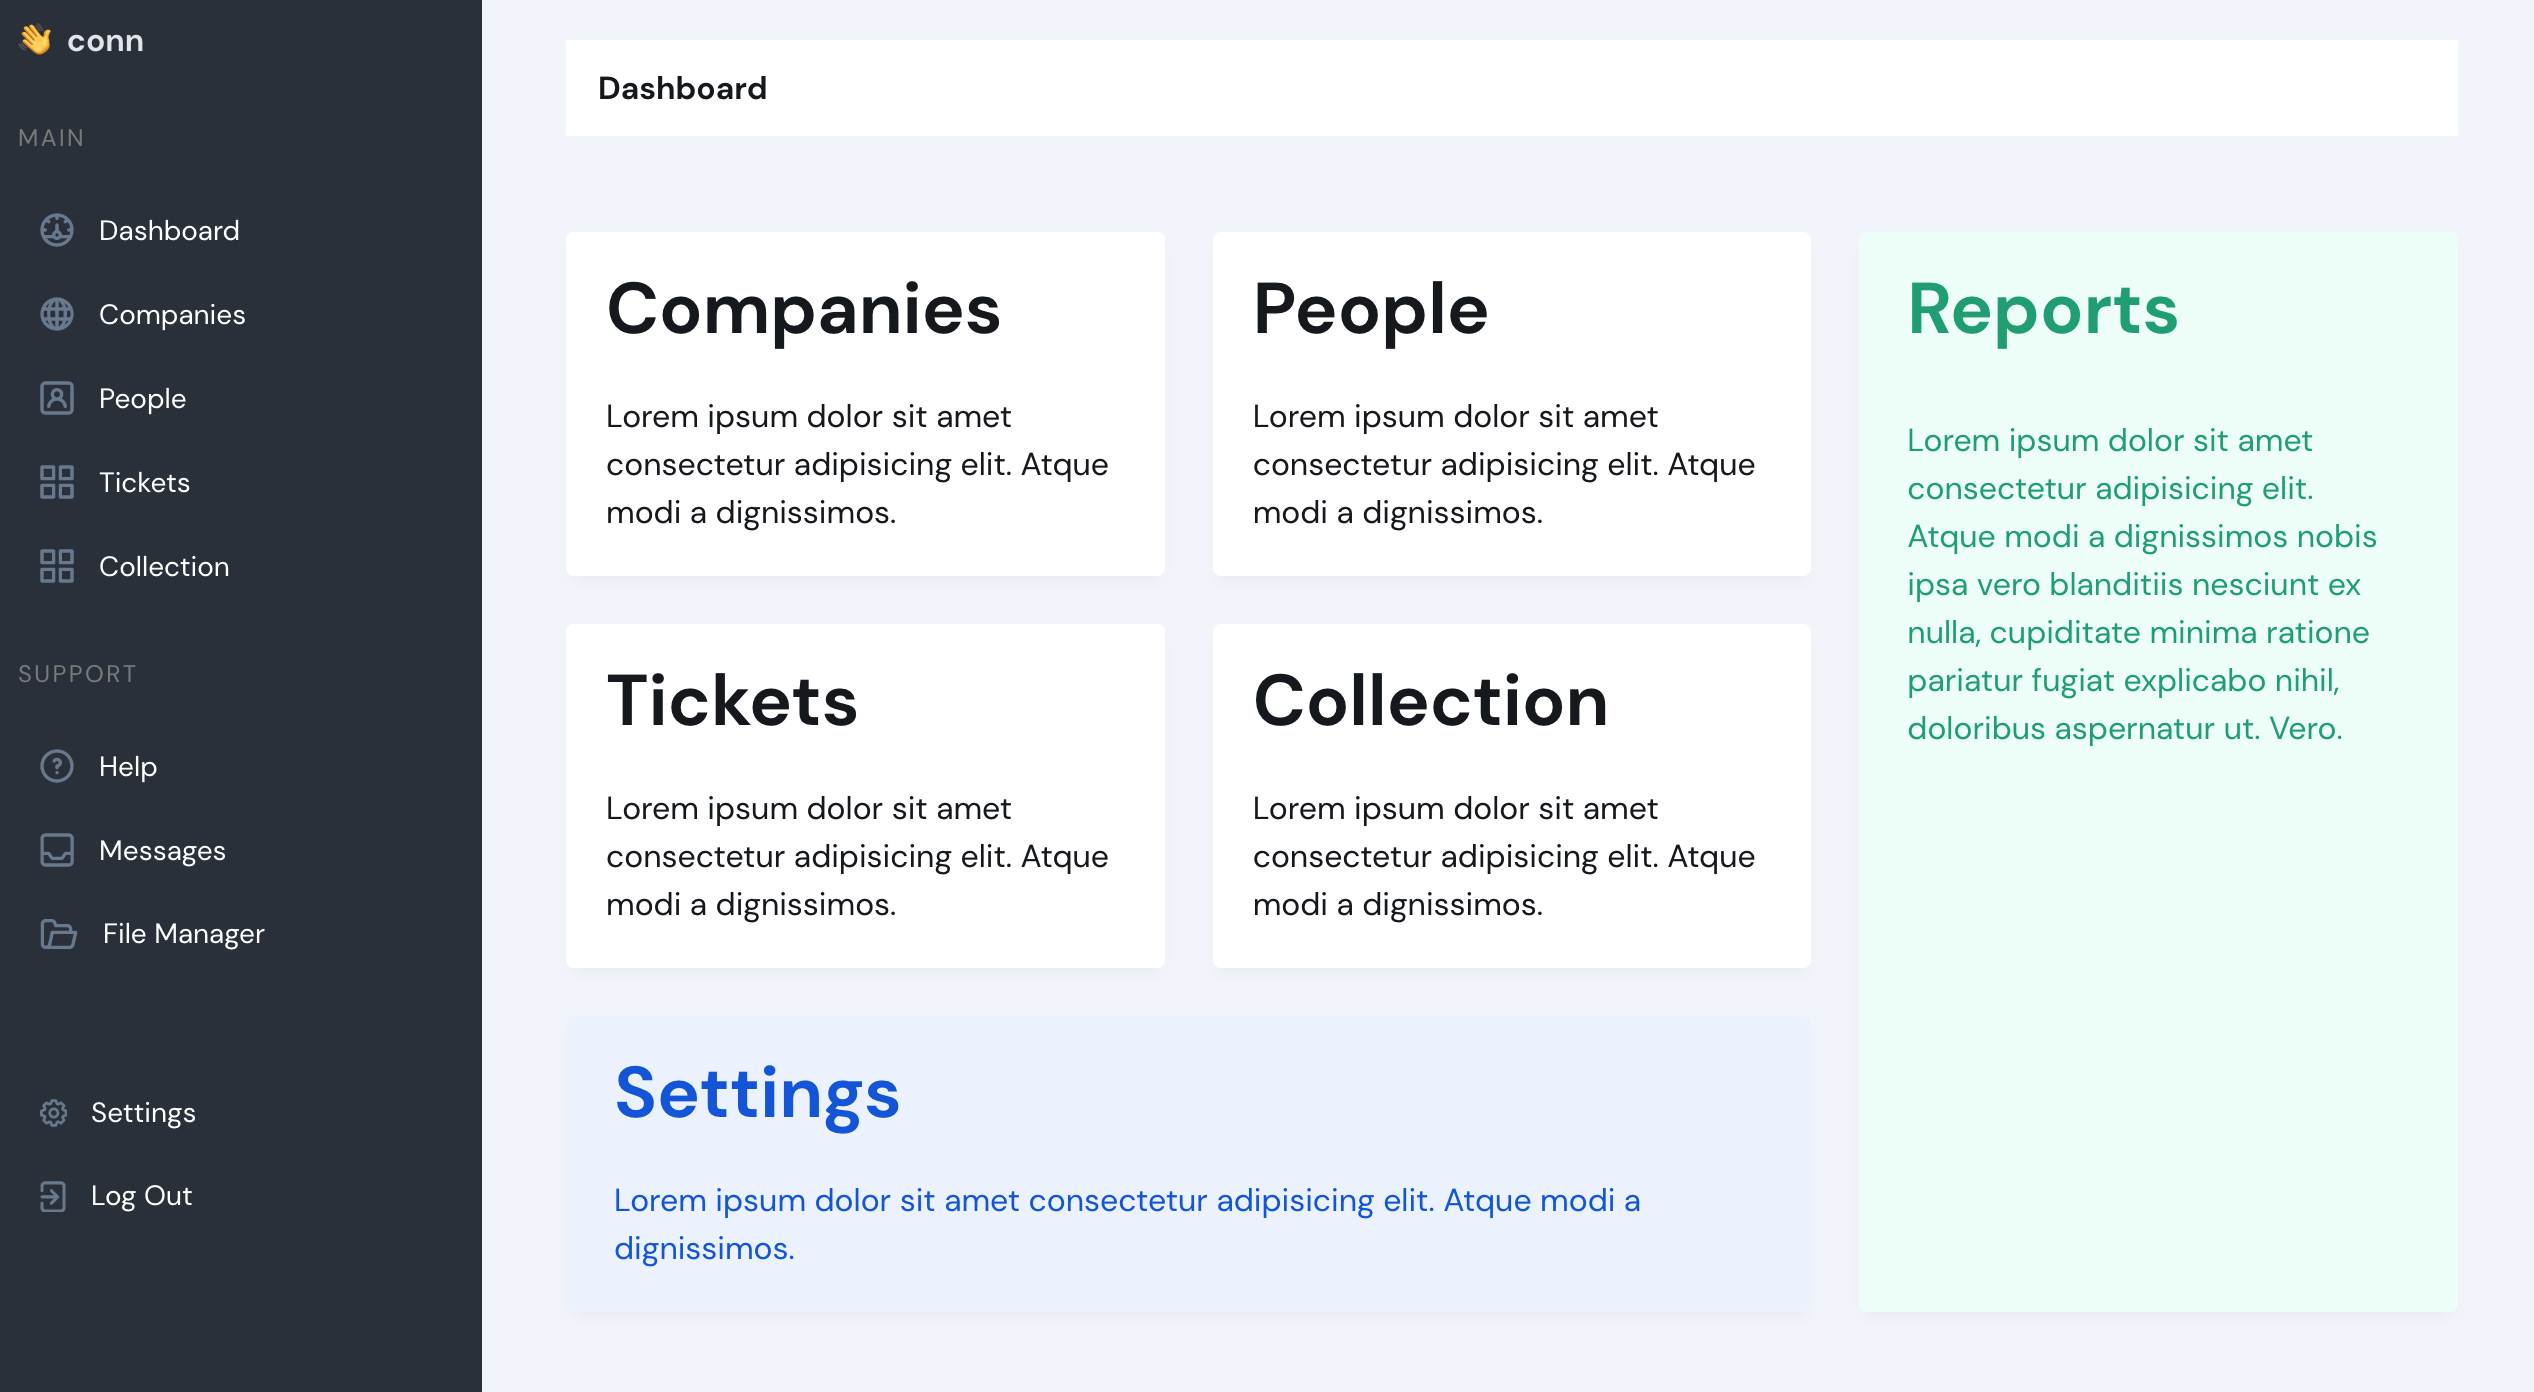 conn
MAIN
Dashboard
Companies
People
Tickets
Collection
SUPPORT
Help
Messages
File Manager
Settings
Log Out
Dashboard
Companies
Lorem ipsum dolor sit amet
consectetur adipisicing elit. Atque
modi a dignissimos.
People
Lorem ipsum dolor sit amet
consectetur adipisicing elit. Atque
modi a dignissimos.
Reports
Lorem ipsum dolor sit amet
consectetur adipisicing elit.
Atque modi a dignissimos nobis
ipsa vero blanditiis nesciunt ex
nulla, cupiditate minima ratione
pariatur fugiat explicabo nihil,
doloribus aspernatur ut. Vero.
Tickets
Lorem ipsum dolor sit amet
consectetur adipisicing elit. Atque
modi a dignissimos.
Collection
Lorem ipsum dolor sit amet
consectetur adipisicing elit. Atque
modi a dignissimos.
Settings
Lorem ipsum dolor sit amet consectetur adipisicing elit. Atque modi a
dignissimos.